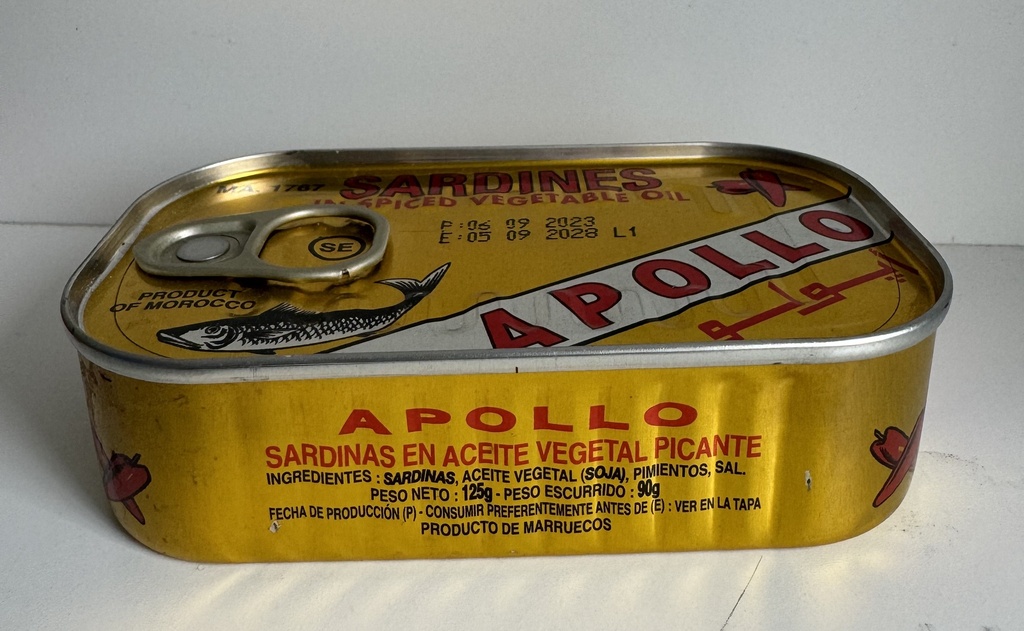 MA. 1767
SARDINES
IN SPICED VEGETABLE OIL
P:06 09 2023
E:05 09 2028 L1
SE
PRODUCT
OF MOROCCO
APOLLO
أبولو
APOLLO
SARDINAS EN ACEITE VEGETAL PICANTE
INGREDIENTES : SARDINAS, ACEITE VEGETAL (SOJA), PIMIENTOS, SAL.
PESO NETO : 125g - PESO ESCURRIDO : 90g
FECHA DE PRODUCCIÓN (P) - CONSUMIR PREFERENTEMENTE ANTES DE (E) : VER EN LA TAPA
PRODUCTO DE MARRUECOS